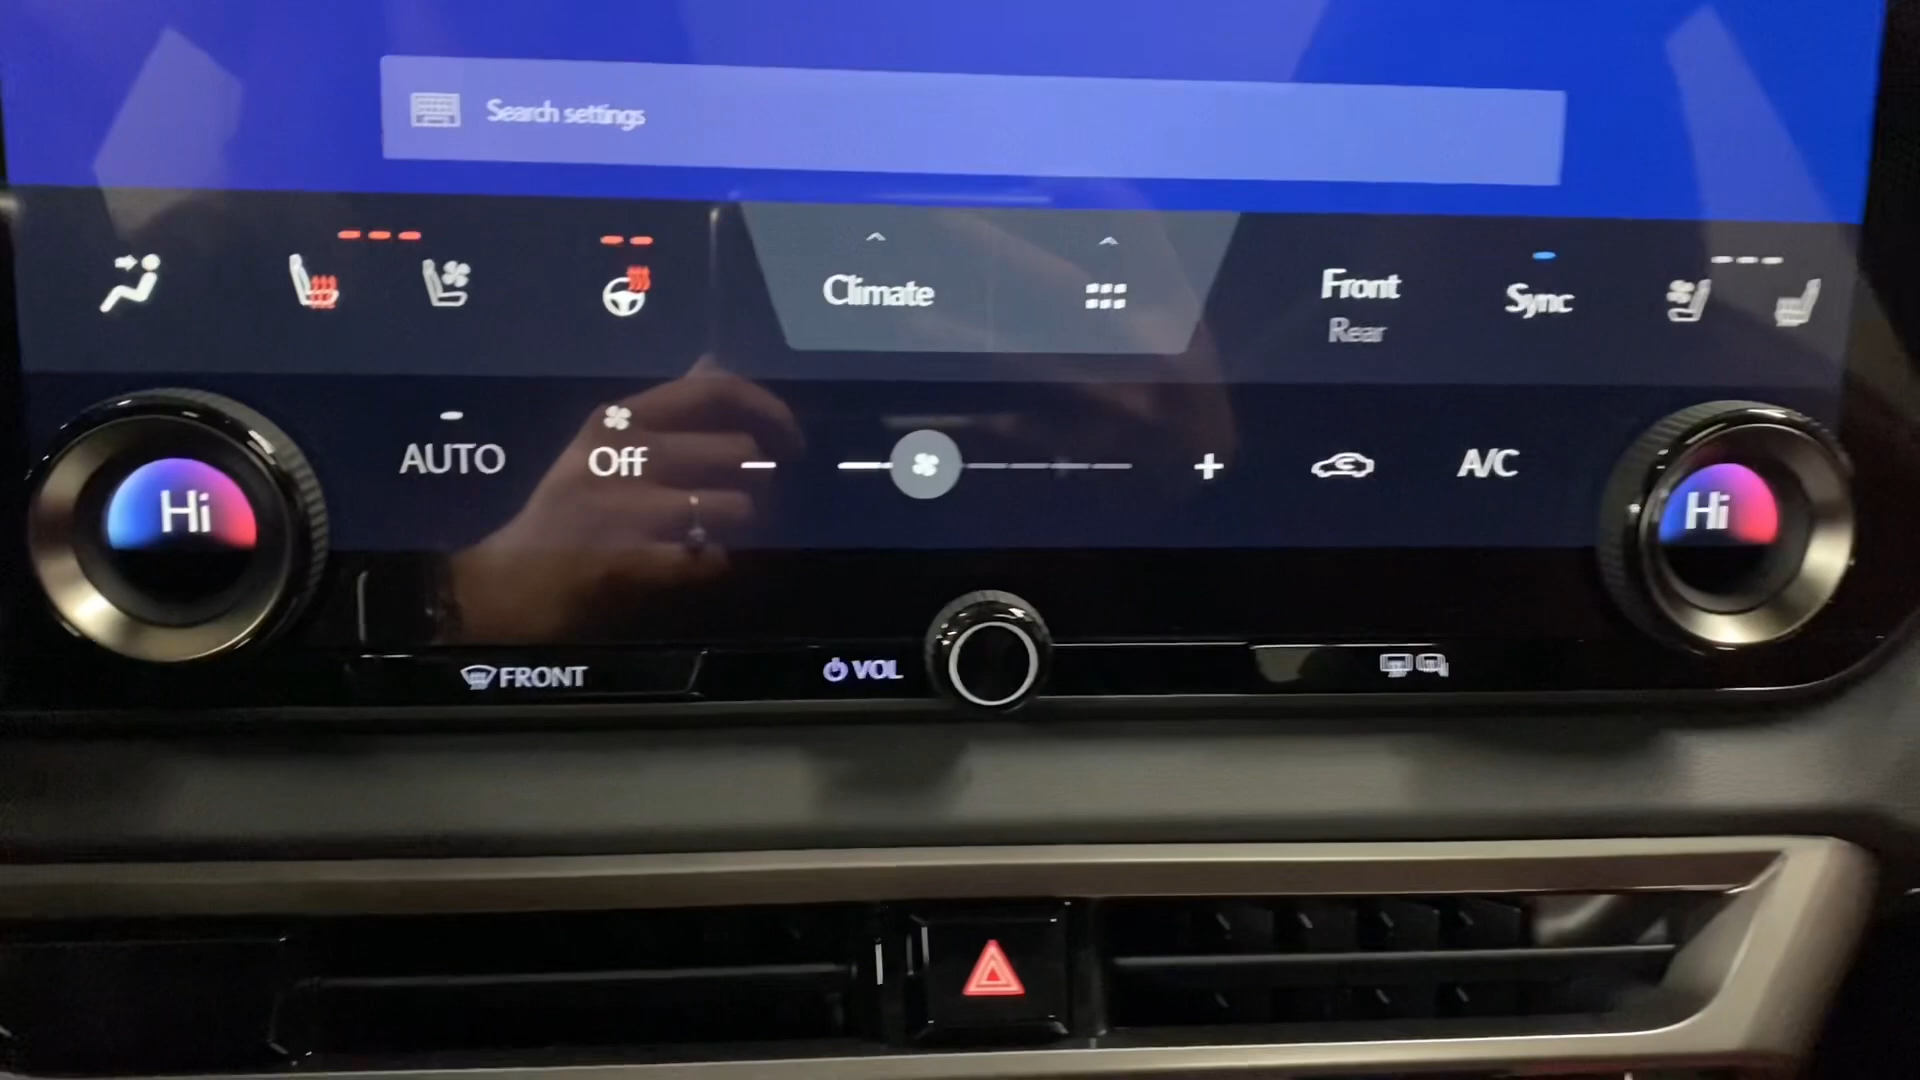 Search settings
Climate
Front
Rear
Sync
AUTO
Off
A/C
Hi
Hi
FRONT
VOL